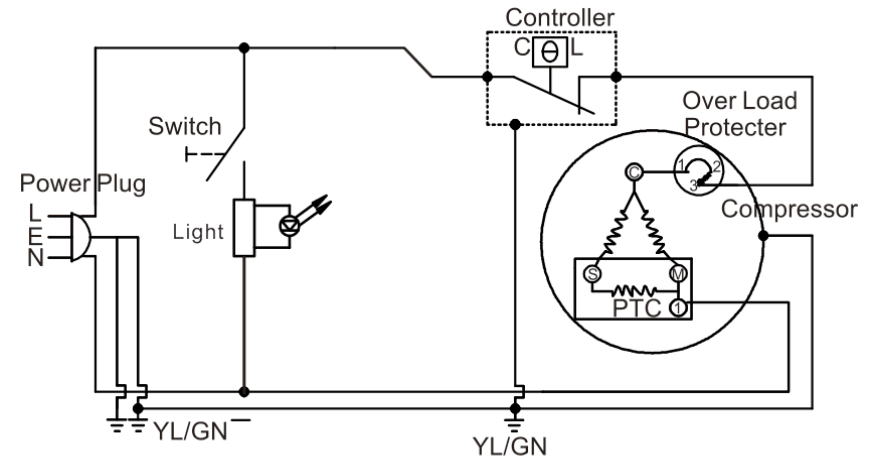 Controller
C L
Over Load
Protecter
Switch
1 2
3
C
Power Plug
L
E
N
Light
Compressor
S M
PTC 1
YL/GN
YL/GN